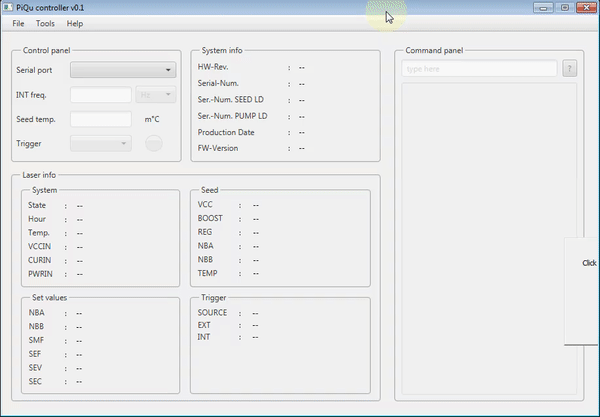 PiQu controller v0.1
File Tools Help
Control panel
Serial port
INT freq. Hz
Seed temp. m°C
Trigger
System info
HW-Rev. : --
Serial-Num. : --
Ser.-Num. SEED LD : --
Ser.-Num. PUMP LD : --
Production Date : --
FW-Version : --
Command panel
type here ?
Laser info
System
State : --
Hour : --
Temp. : --
VCCIN : --
CURIN : --
PWRIN : --
Seed
VCC : --
BOOST : --
REG : --
NBA : --
NBB : --
TEMP : --
Set values
NBA : --
NBB : --
SMF : --
SEF : --
SEV : --
SEC : --
Trigger
SOURCE : --
EXT : --
INT : --
Click